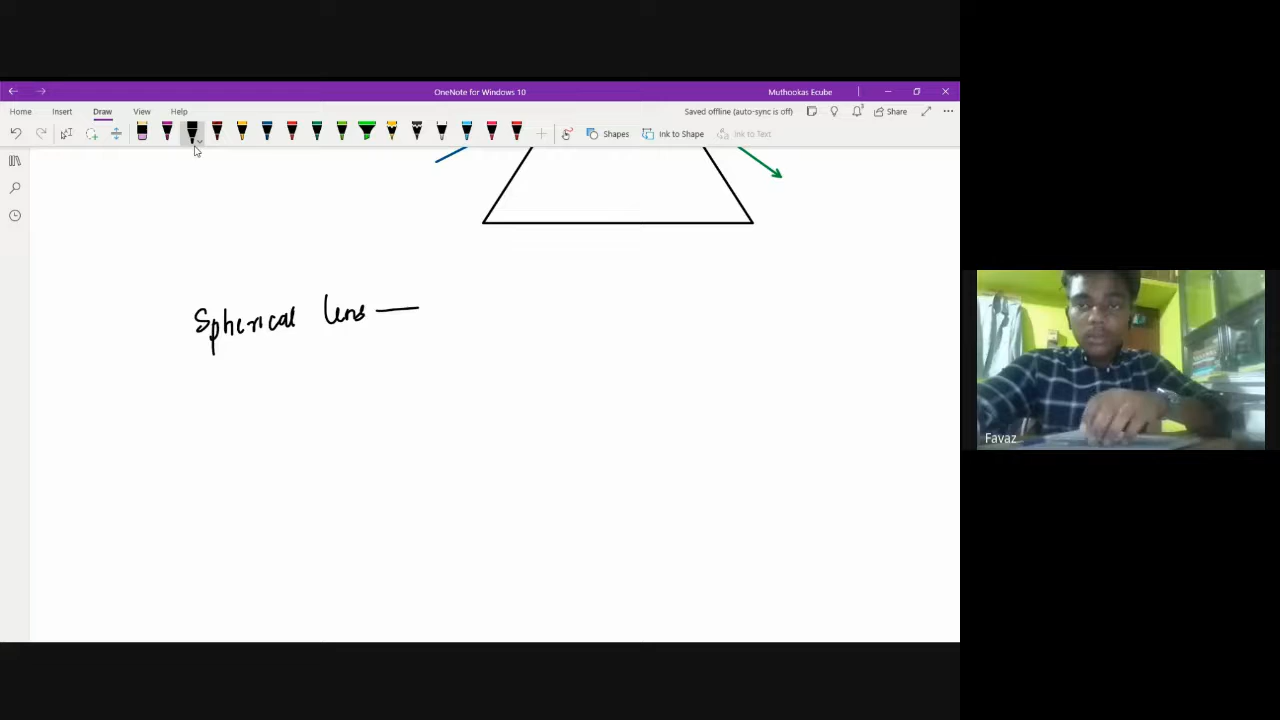 OneNote for Windows 10
Muthookas Ecube
Home Insert Draw View Help
Saved offline (auto-sync is off)
Share
Shapes
Ink to Shape
Ink to Text
Spherical lens —
Favaz